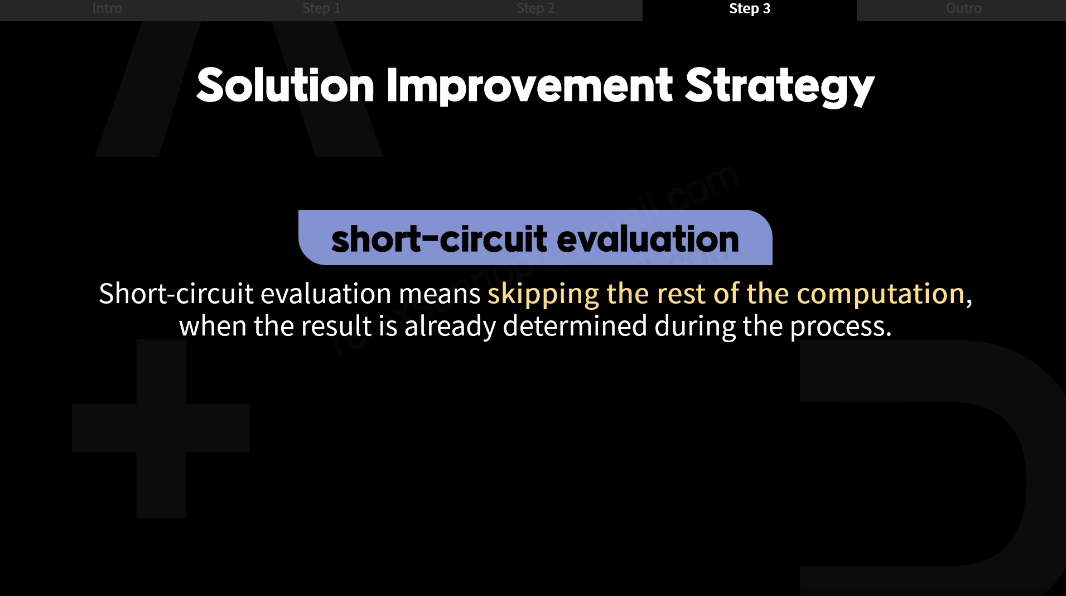 Intro
Step 1
Step 2
Step 3
Outro
Solution Improvement Strategy
short-circuit evaluation
Short-circuit evaluation means skipping the rest of the computation,
when the result is already determined during the process.